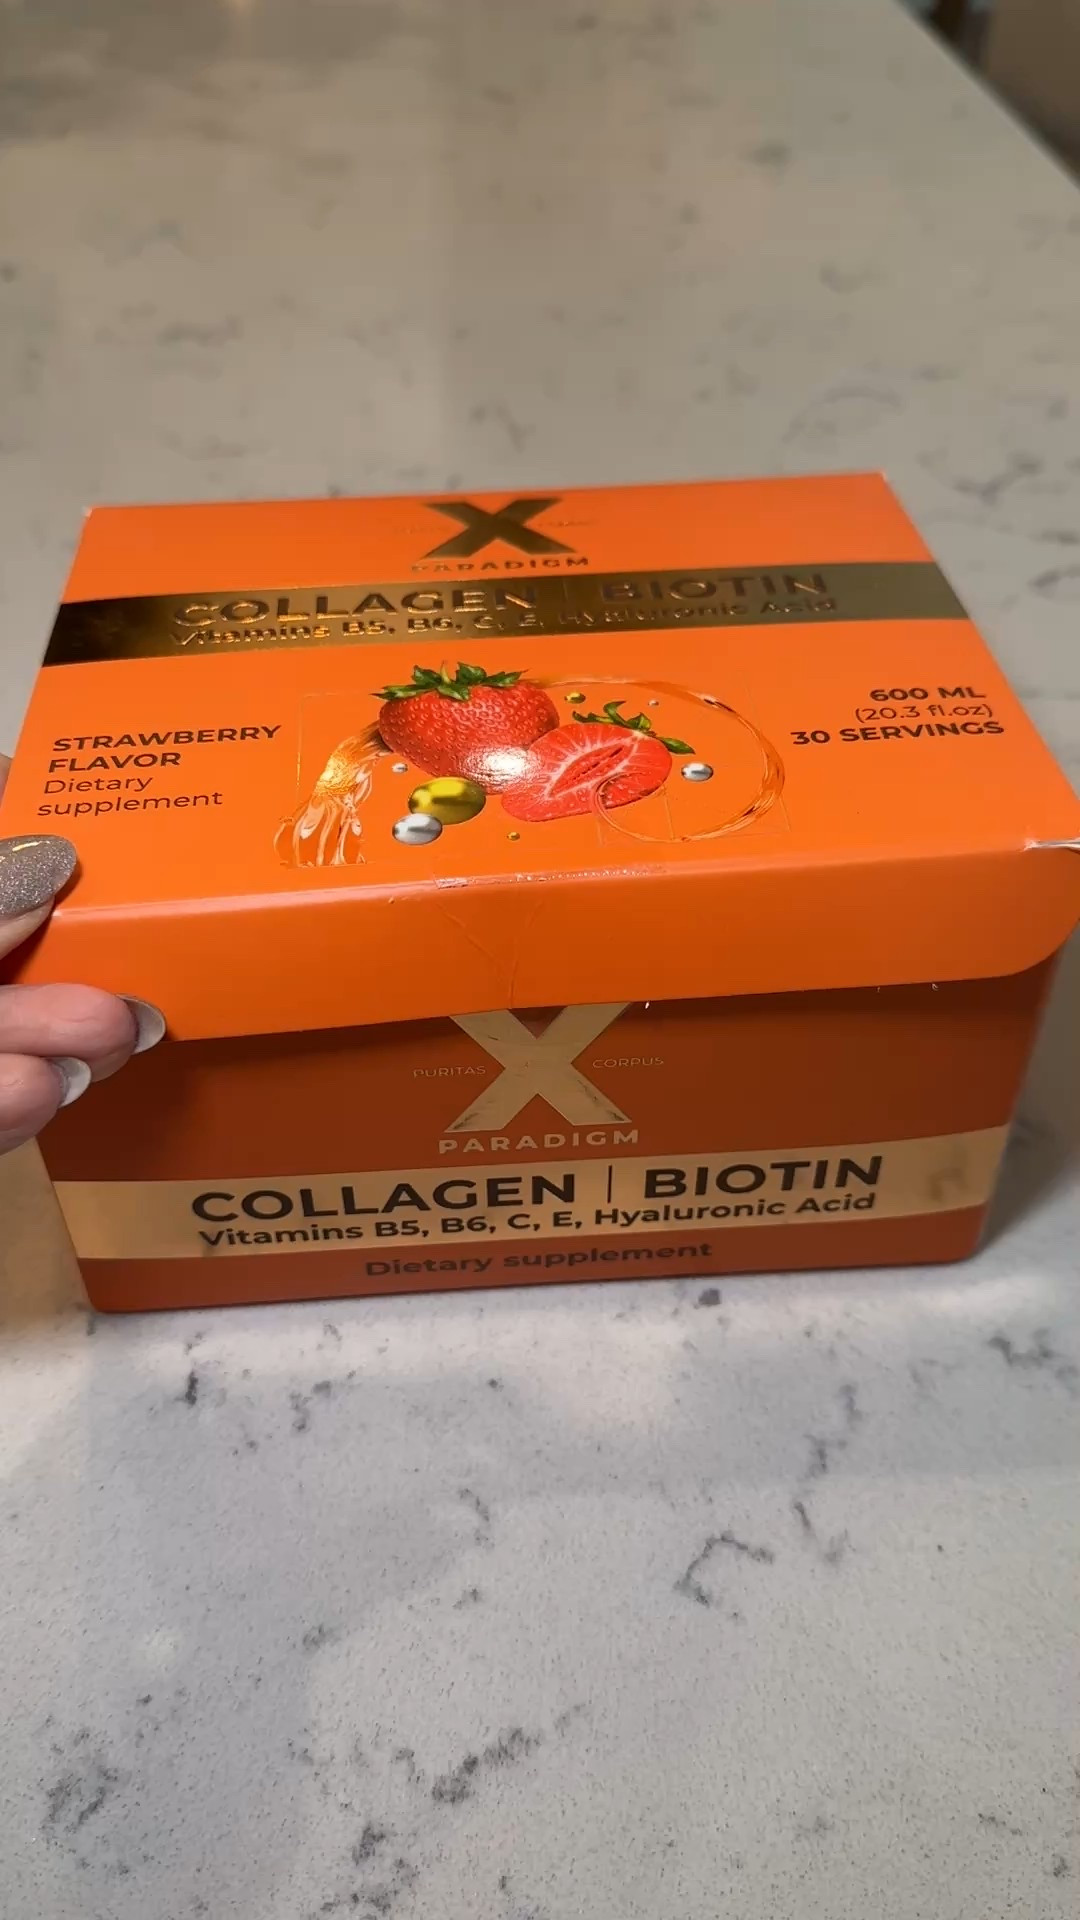 X
PARADIGM
COLLAGEN | BIOTIN
Vitamins B5, B6, C, E, Hyaluronic Acid
STRAWBERRY
FLAVOR
Dietary
supplement
600 ML
(20.3 fl.oz)
30 SERVINGS
PURITAS X CORPUS
PARADIGM
COLLAGEN | BIOTIN
Vitamins B5, B6, C, E, Hyaluronic Acid
Dietary supplement